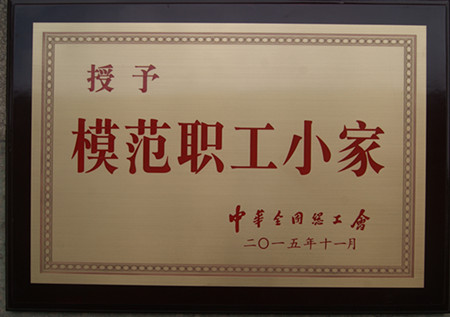 授予
模范职工小家
中华全国总工會
二〇一五年十一月